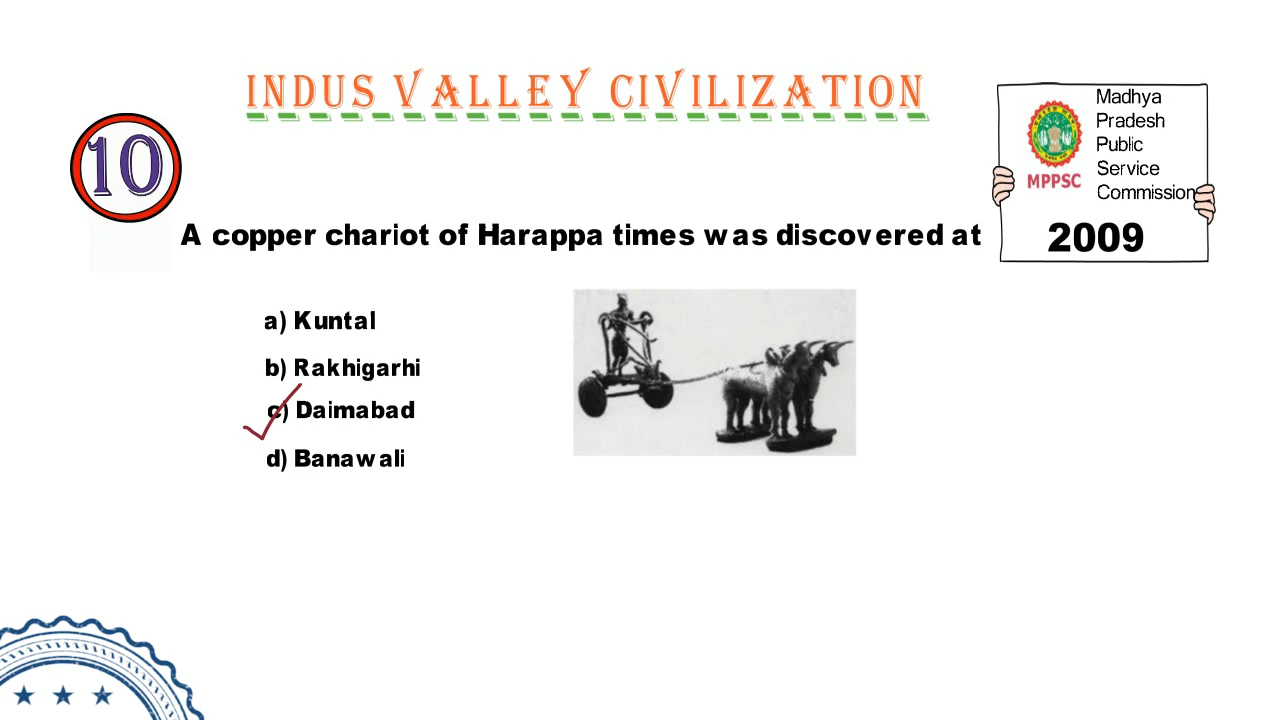 INDUS VALLEY CIVILIZATION
10
Madhya
Pradesh
Public
Service
Commission
MPPSC
2009
A copper chariot of Harappa times was discovered at
a) Kuntal
b) Rakhigarhi
c) Daimabad
d) Banawali